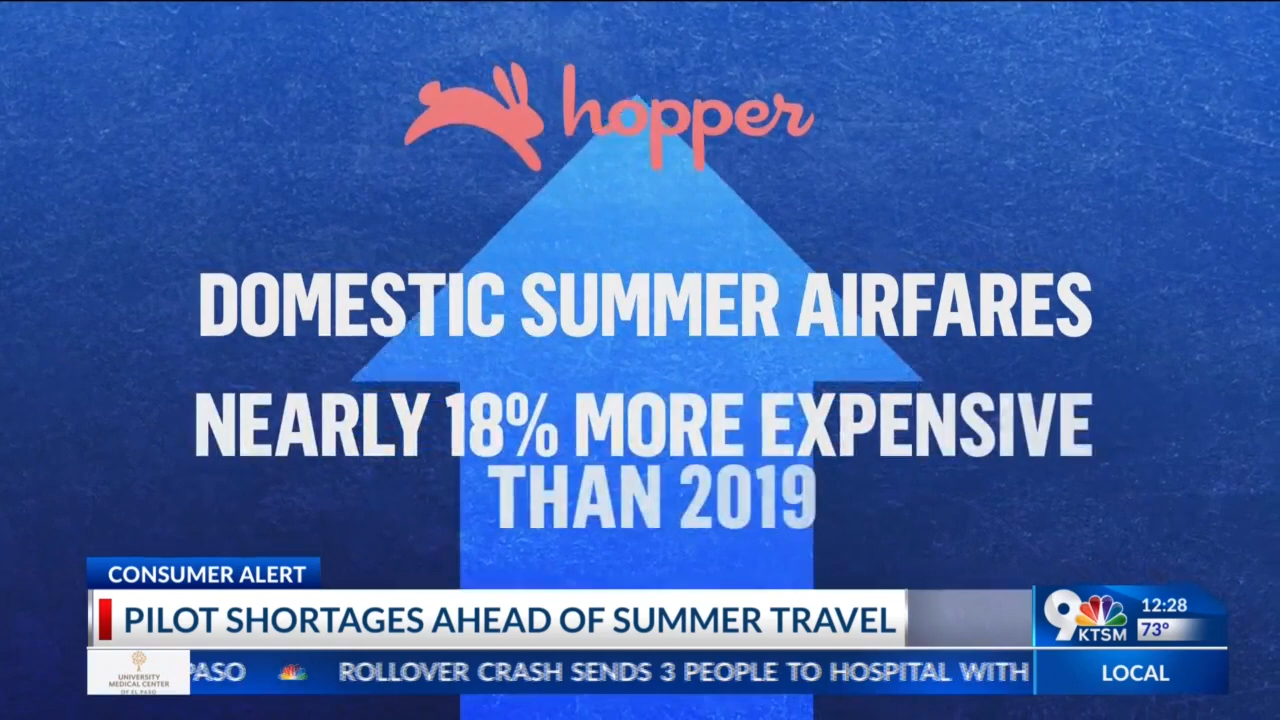 hopper
DOMESTIC SUMMER AIRFARES
NEARLY 18% MORE EXPENSIVE
THAN 2019
CONSUMER ALERT
PILOT SHORTAGES AHEAD OF SUMMER TRAVEL
9
KTSM
12:28
73°
UNIVERSITY
MEDICAL CENTER
OF EL PASO
PASO
ROLLOVER CRASH SENDS 3 PEOPLE TO HOSPITAL WITH
LOCAL